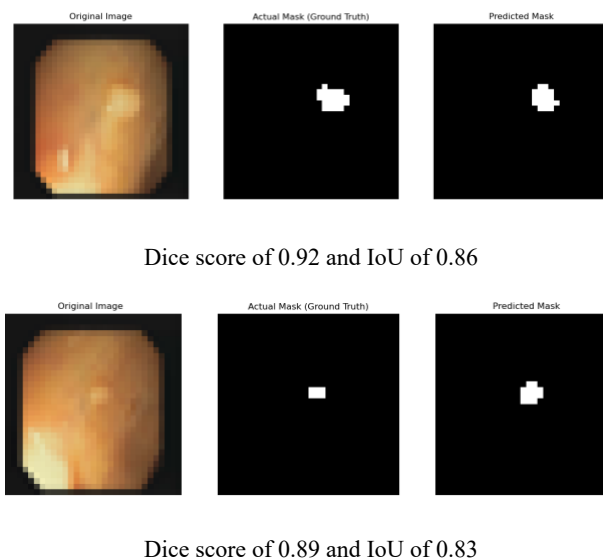 Original Image Actual Mask (Ground Truth) Predicted Mask
Dice score of 0.92 and IoU of 0.86
Original Image Actual Mask (Ground Truth) Predicted Mask
Dice score of 0.89 and IoU of 0.83